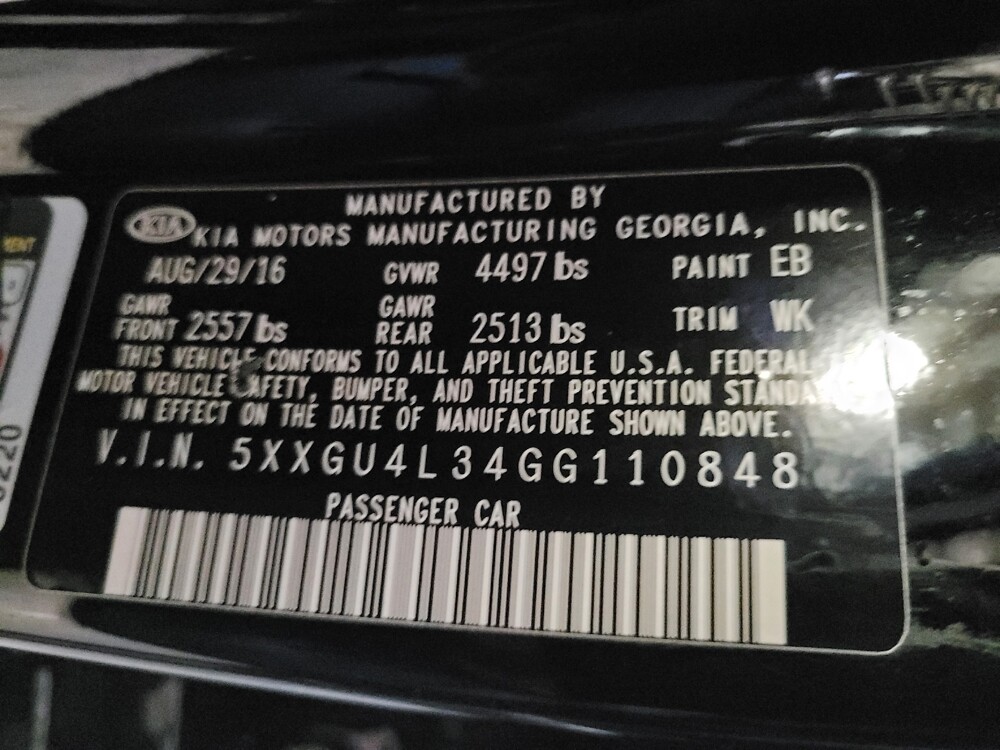 MANUFACTURED BY
KIA KIA MOTORS MANUFACTURING GEORGIA, INC.
AUG/29/16 GVWR 4497 lbs PAINT EB
GAWR FRONT 2557 lbs GAWR REAR 2513 lbs TRIM WK
THIS VEHICLE CONFORMS TO ALL APPLICABLE U.S.A. FEDERAL
MOTOR VEHICLE SAFETY, BUMPER, AND THEFT PREVENTION
IN EFFECT ON THE DATE OF MANUFACTURE SHOWN ABOVE.
V.I.N. 5XXGU4L34GG110848
PASSENGER CAR
0220